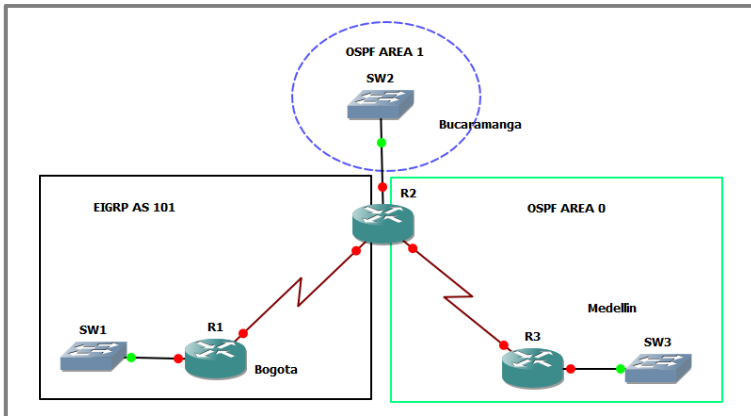 OSPF AREA 1
SW2
Bucaramanga
R2
EIGRP AS 101
OSPF AREA 0
SW1
R1
Bogota
Medellin
R3
SW3